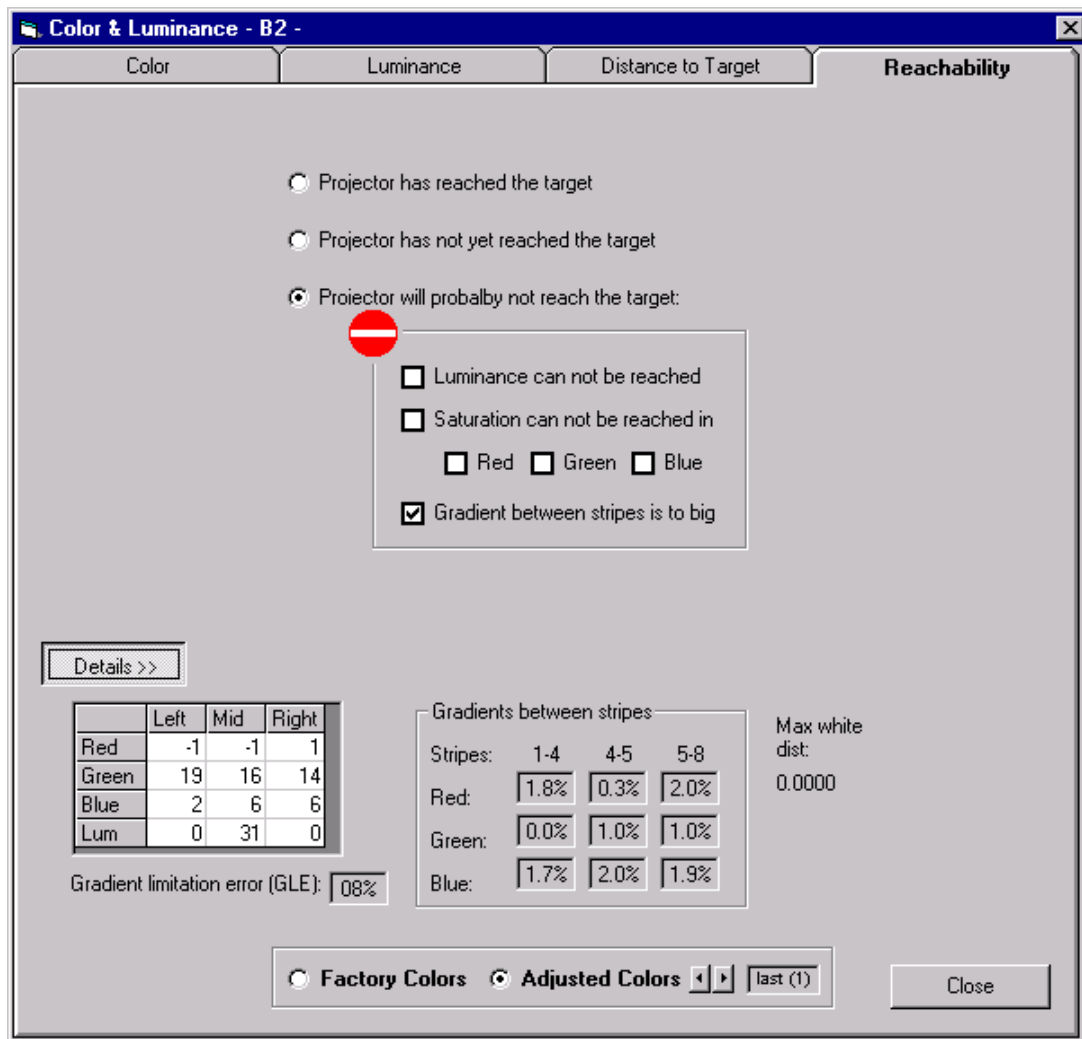 Color & Luminance - B2 -
Color Luminance Distance to Target Reachability
Projector has reached the target
Projector has not yet reached the target
Projector will probalby not reach the target:
Luminance can not be reached
Saturation can not be reached in
Red Green Blue
Gradient between stripes is to big
Details >>
Left Mid Right
Red -1 -1 1
Green 19 16 14
Blue 2 6 6
Lum 0 31 0
Gradient limitation error (GLE): 08%
Gradients between stripes
Stripes: 1-4 4-5 5-8
Red: 1.8% 0.3% 2.0%
Green: 0.0% 1.0% 1.0%
Blue: 1.7% 2.0% 1.9%
Max white
dist:
0.0000
Factory Colors Adjusted Colors last (1)
Close